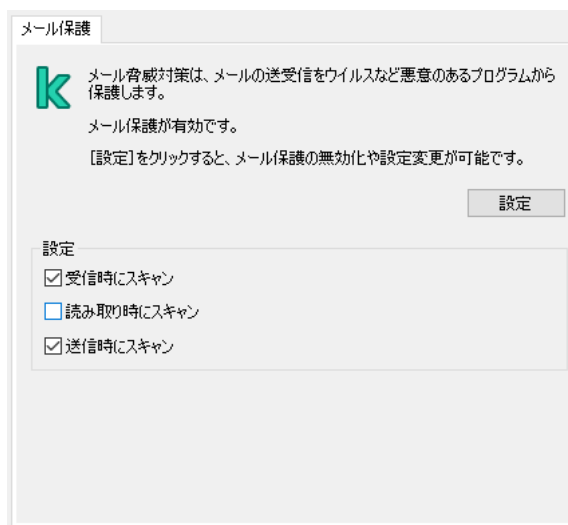 メール保護
k
メール脅威対策は、メールの送受信をウイルスなど悪意のあるプログラムから
保護します。
メール保護が有効です。
[設定]をクリックすると、メール保護の無効化や設定変更が可能です。
設定
設定
受信時にスキャン
読み取り時にスキャン
送信時にスキャン